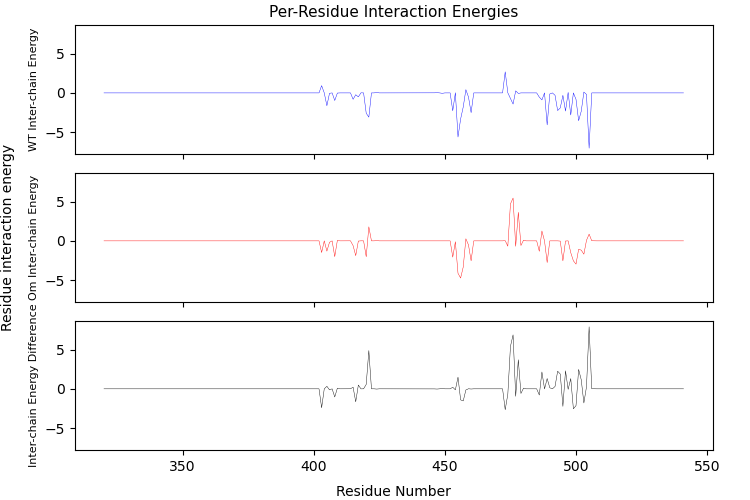 Per-Residue Interaction Energies
Residue interaction energy
WT Inter-chain Energy
5
0
−5
Om Inter-chain Energy
5
0
−5
Inter-chain Energy Difference
5
0
−5
350
400
450
500
550
Residue Number